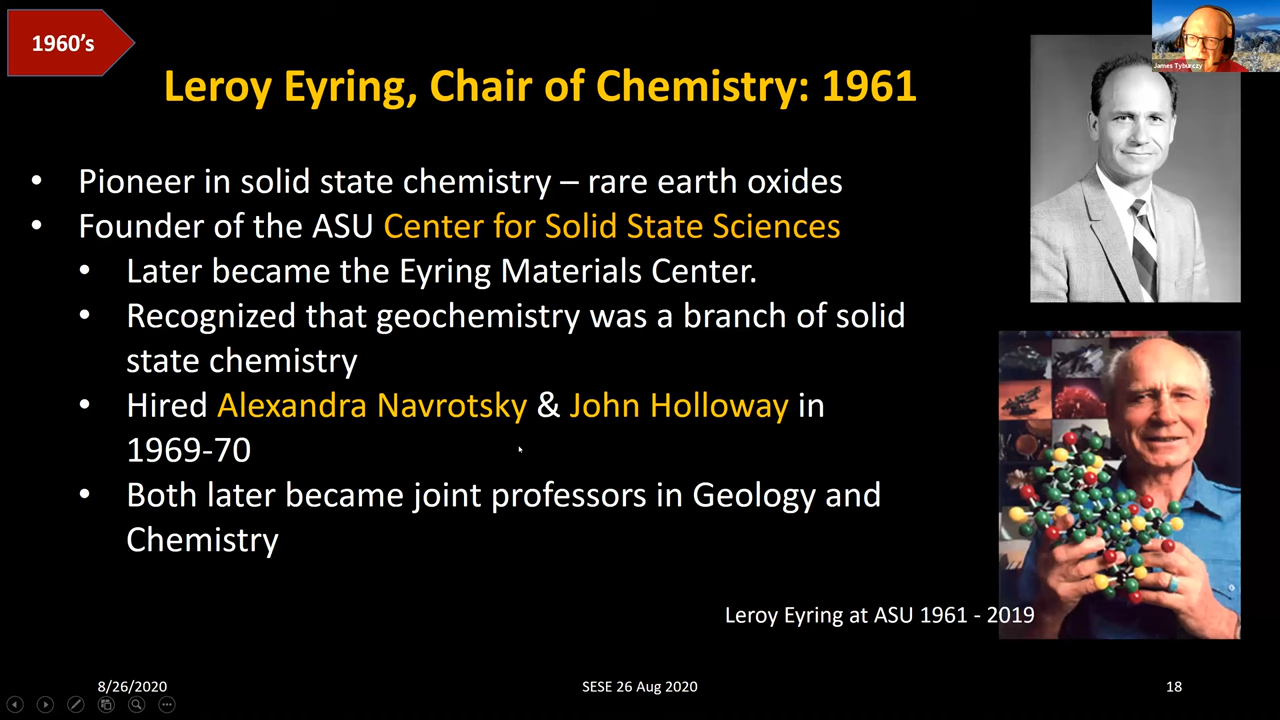 1960's
James Tyburczy
Leroy Eyring, Chair of Chemistry: 1961
• Pioneer in solid state chemistry – rare earth oxides
• Founder of the ASU Center for Solid State Sciences
• Later became the Eyring Materials Center.
• Recognized that geochemistry was a branch of solid
state chemistry
• Hired Alexandra Navrotsky & John Holloway in
1969-70
• Both later became joint professors in Geology and
Chemistry
Leroy Eyring at ASU 1961 - 2019
8/26/2020
SESE 26 Aug 2020
18